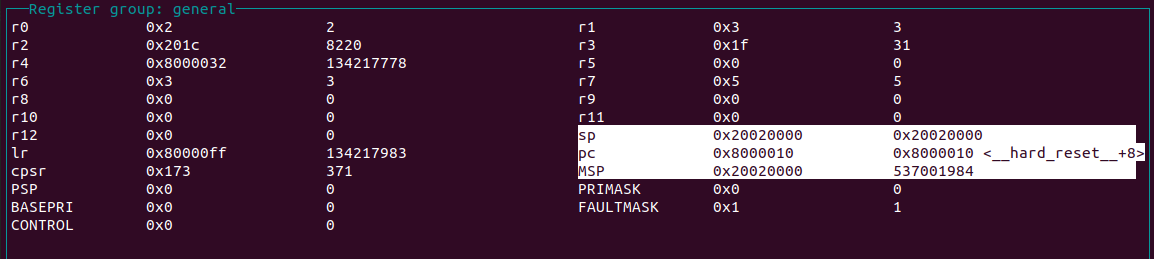 Register group: general
r0 0x2 2 r1 0x3 3
r2 0x201c 8220 r3 0x1f 31
r4 0x8000032 134217778 r5 0x0 0
r6 0x3 3 r7 0x5 5
r8 0x0 0 r9 0x0 0
r10 0x0 0 r11 0x0 0
r12 0x0 0 sp 0x20020000 0x20020000
lr 0x80000ff 134217983 pc 0x8000010 0x8000010 <__hard_reset__+8>
cpsr 0x173 371 MSP 0x20020000 537001984
PSP 0x0 0 PRIMASK 0x0 0
BASEPRI 0x0 0 FAULTMASK 0x1 1
CONTROL 0x0 0